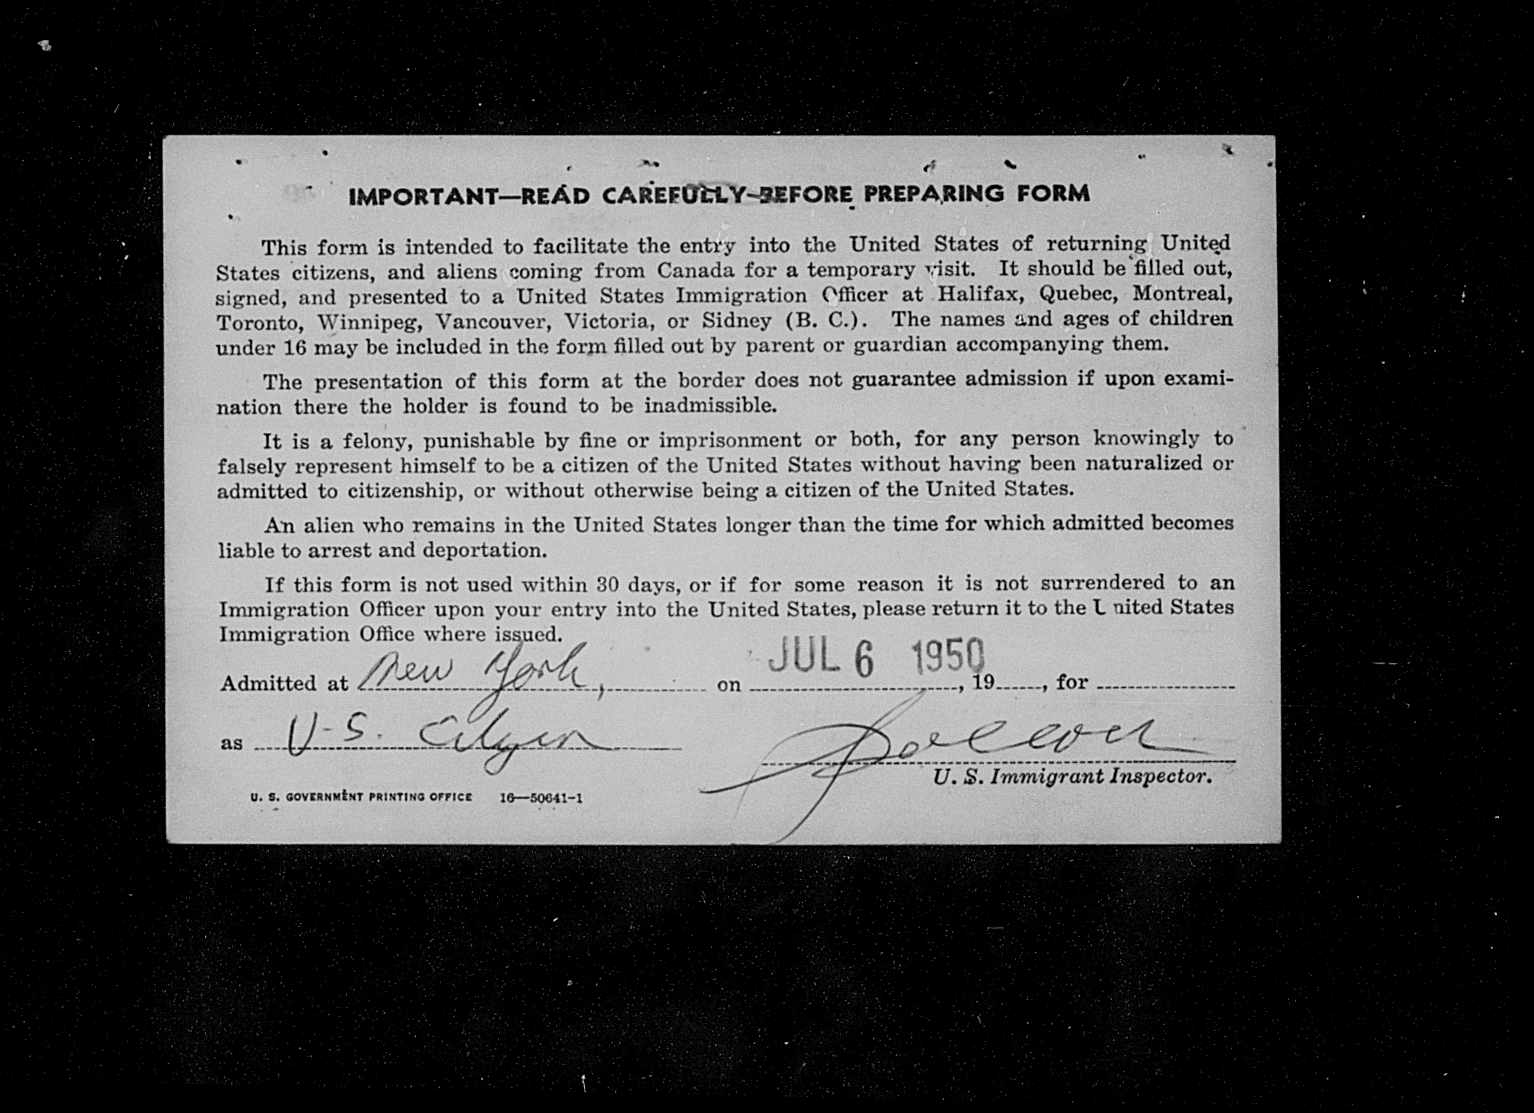 IMPORTANT—READ CAREFULLY BEFORE PREPARING FORM
This form is intended to facilitate the entry into the United States of returning United
States citizens, and aliens coming from Canada for a temporary visit. It should be filled out,
signed, and presented to a United States Immigration Officer at Halifax, Quebec, Montreal,
Toronto, Winnipeg, Vancouver, Victoria, or Sidney (B. C.). The names and ages of children
under 16 may be included in the form filled out by parent or guardian accompanying them.
The presentation of this form at the border does not guarantee admission if upon exami-
nation there the holder is found to be inadmissible.
It is a felony, punishable by fine or imprisonment or both, for any person knowingly to
falsely represent himself to be a citizen of the United States without having been naturalized or
admitted to citizenship, or without otherwise being a citizen of the United States.
An alien who remains in the United States longer than the time for which admitted becomes
liable to arrest and deportation.
If this form is not used within 30 days, or if for some reason it is not surrendered to an
Immigration Officer upon your entry into the United States, please return it to the United States
Immigration Office where issued.
Admitted at New York, on JUL 6 1950, 19, for
as U-S. Citizen
U. S. Immigrant Inspector.
U. S. GOVERNMENT PRINTING OFFICE 16—50641-1